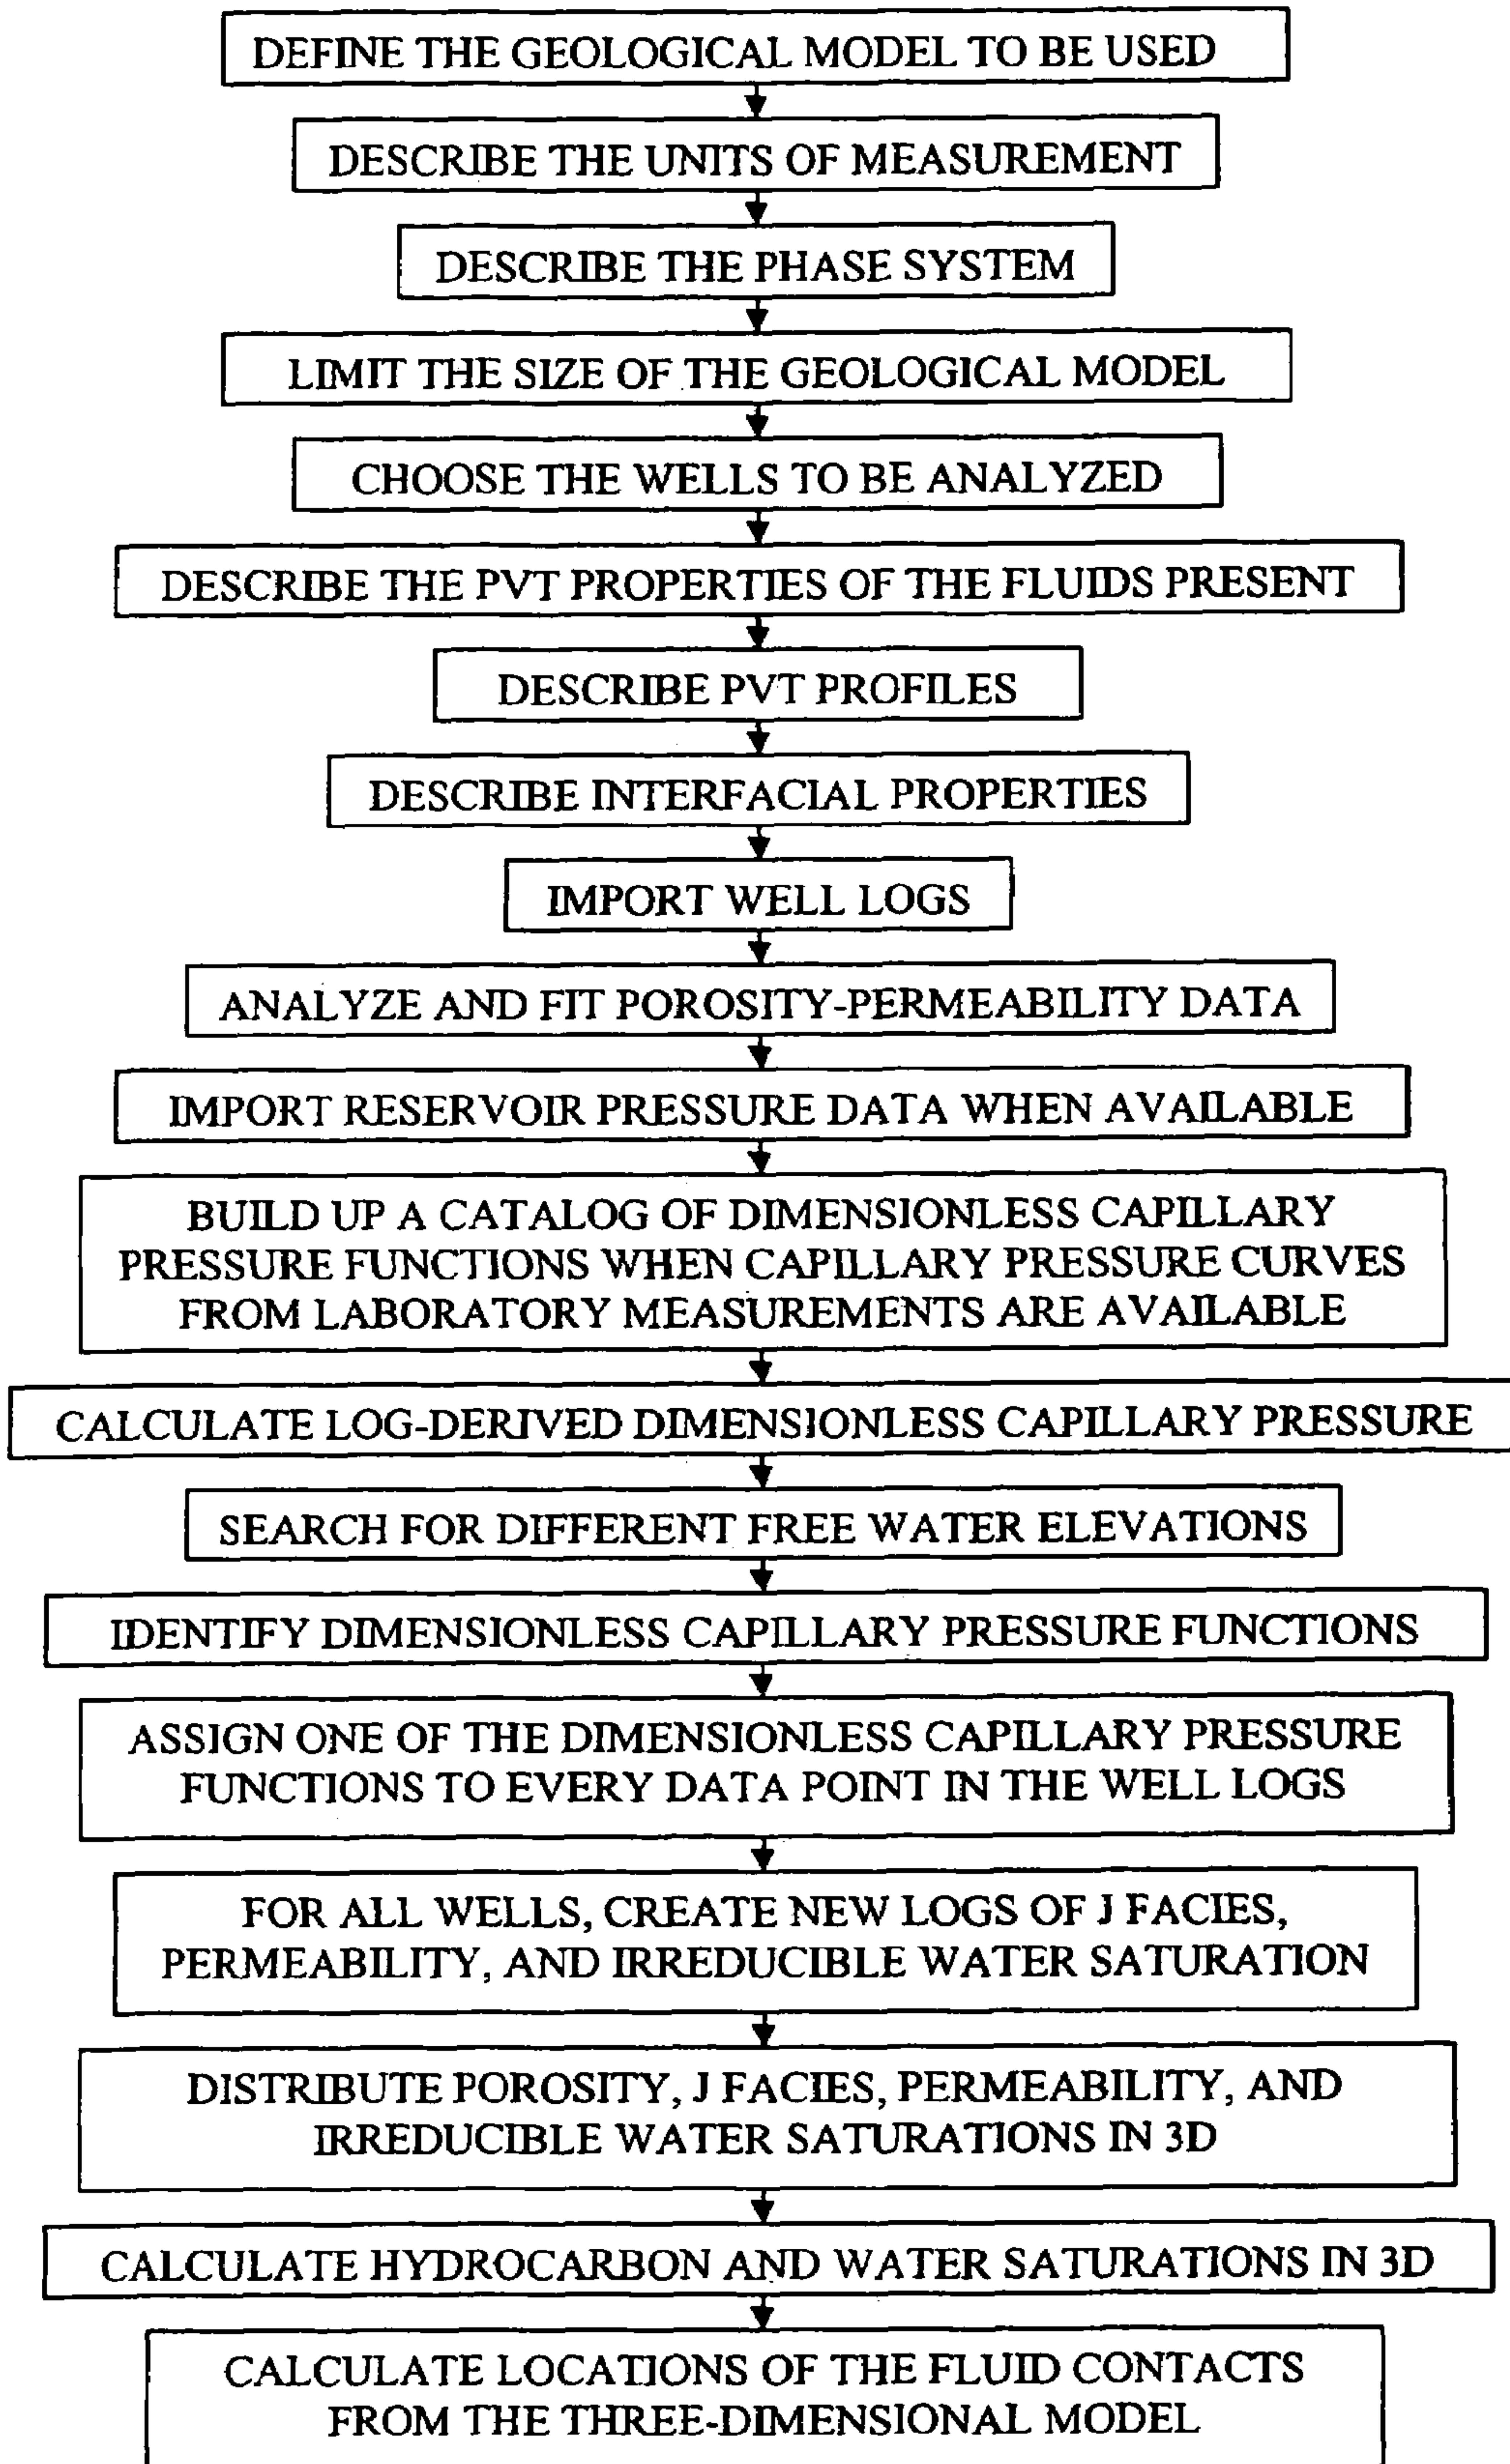 DEFINE THE GEOLOGICAL MODEL TO BE USED
DESCRIBE THE UNITS OF MEASUREMENT
DESCRIBE THE PHASE SYSTEM
LIMIT THE SIZE OF THE GEOLOGICAL MODEL
CHOOSE THE WELLS TO BE ANALYZED
DESCRIBE THE PVT PROPERTIES OF THE FLUIDS PRESENT
DESCRIBE PVT PROFILES
DESCRIBE INTERFACIAL PROPERTIES
IMPORT WELL LOGS
ANALYZE AND FIT POROSITY-PERMEABILITY DATA
IMPORT RESERVOIR PRESSURE DATA WHEN AVAILABLE
BUILD UP A CATALOG OF DIMENSIONLESS CAPILLARY
PRESSURE FUNCTIONS WHEN CAPILLARY PRESSURE CURVES
FROM LABORATORY MEASUREMENTS ARE AVAILABLE
CALCULATE LOG-DERIVED DIMENSIONLESS CAPILLARY PRESSURE
SEARCH FOR DIFFERENT FREE WATER ELEVATIONS
IDENTIFY DIMENSIONLESS CAPILLARY PRESSURE FUNCTIONS
ASSIGN ONE OF THE DIMENSIONLESS CAPILLARY PRESSURE
FUNCTIONS TO EVERY DATA POINT IN THE WELL LOGS
FOR ALL WELLS, CREATE NEW LOGS OF J FACIES,
PERMEABILITY, AND IRREDUCIBLE WATER SATURATION
DISTRIBUTE POROSITY, J FACIES, PERMEABILITY, AND
IRREDUCIBLE WATER SATURATIONS IN 3D
CALCULATE HYDROCARBON AND WATER SATURATIONS IN 3D
CALCULATE LOCATIONS OF THE FLUID CONTACTS
FROM THE THREE-DIMENSIONAL MODEL